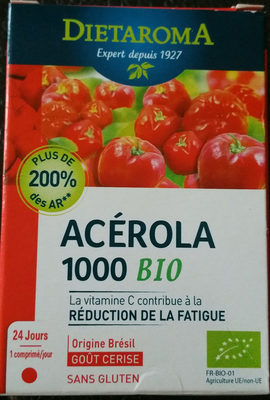 DIETAROMA
Expert depuis 1927
PLUS DE
200%
des AR**
ACÉROLA
1000 BIO
La vitamine C contribue à la
RÉDUCTION DE LA FATIGUE
24 Jours
1 comprimé/jour
Origine Brésil
GOÛT CERISE
SANS GLUTEN
FR-BIO-01
Agriculture UE/non-UE